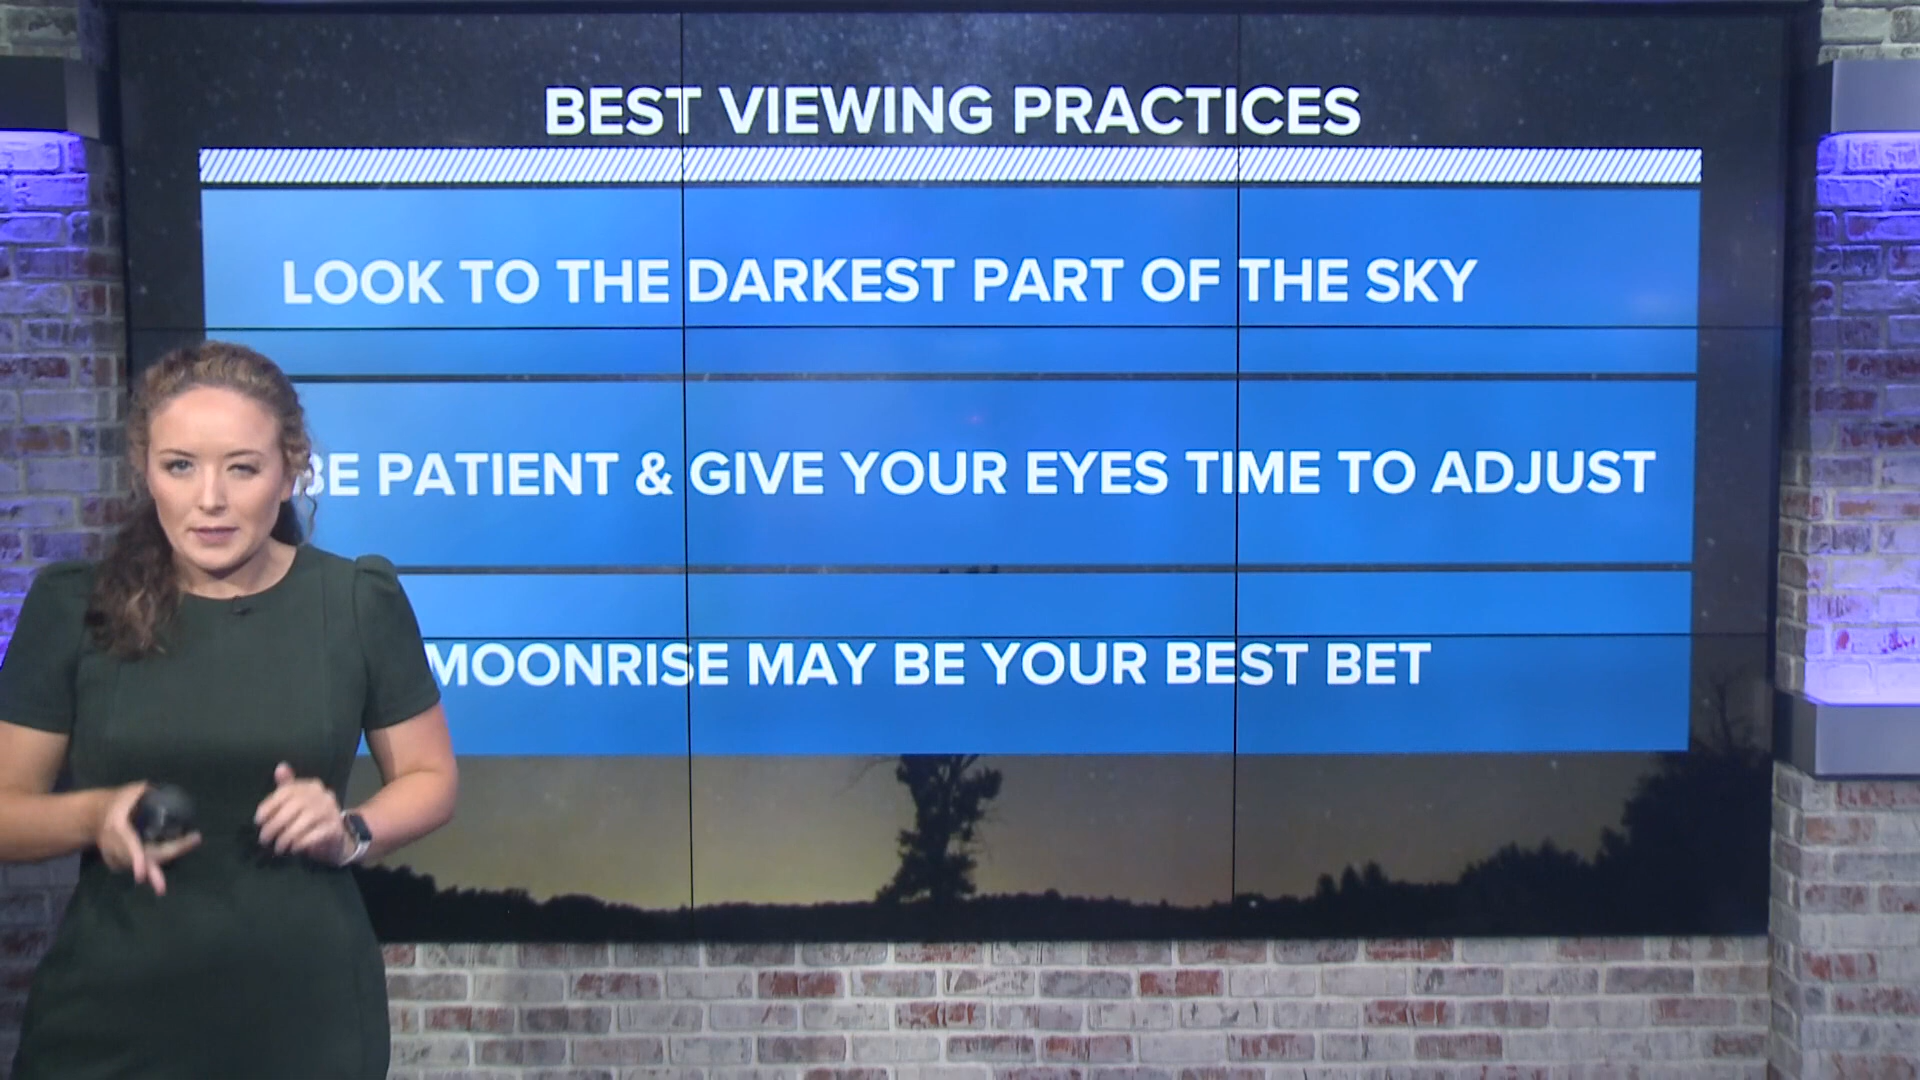 BEST VIEWING PRACTICES
LOOK TO THE DARKEST PART OF THE SKY
BE PATIENT & GIVE YOUR EYES TIME TO ADJUST
MOONRISE MAY BE YOUR BEST BET